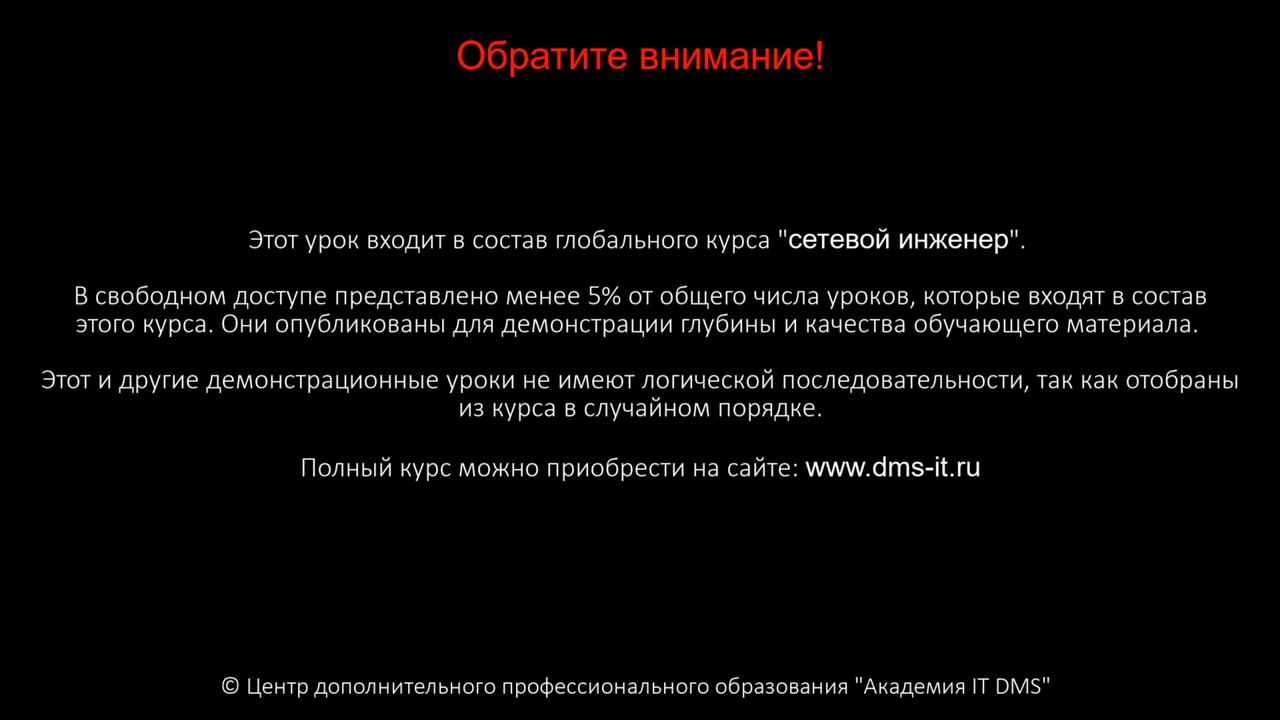 Обратите внимание!
Этот урок входит в состав глобального курса "сетевой инженер".
В свободном доступе представлено менее 5% от общего числа уроков, которые входят в состав
этого курса. Они опубликованы для демонстрации глубины и качества обучающего материала.
Этот и другие демонстрационные уроки не имеют логической последовательности, так как отобраны
из курса в случайном порядке.
Полный курс можно приобрести на сайте: www.dms-it.ru
© Центр дополнительного профессионального образования "Академия IT DMS"